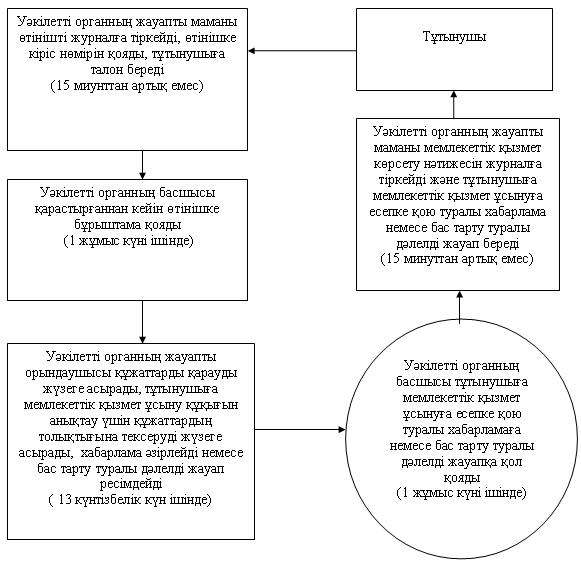 Уәкілетті органның жауапты маманы
өтінішті журналға тіркейді, өтінішке
кіріс нөмірін қояды, тұтынушыға
талон береді
(15 миунттан артық емес)
Тұтынушы
Уәкілетті органның басшысы
қарастырғаннан кейін өтінішке
бұрыштама қояды
(1 жұмыс күні ішінде)
Уәкілетті органның жауапты
орындаушысы құжаттарды қарауды
жүзеге асырады, тұтынушыға
мемлекеттік қызмет ұсыну құқығын
анықтау үшін құжаттардың
толықтығына тексеруді жүзеге
асырады, хабарлама әзірлейді немесе
бас тарту туралы дәлелді жауап
ресімдейді
( 13 күнтізбелік күн ішінде)
Уәкілетті органның
басшысы тұтынушыға
мемлекеттік қызмет
ұсынуға есепке қою
туралы хабарламаға
немесе бас тарту туралы
дәлелді жауапқа қол
қояды
(1 жұмыс күні ішінде)
Уәкілетті органның жауапты
маманы мемлекеттік қызмет
көрсету нәтижесін журналға
тіркейді және тұтынушыға
мемлекеттік қызмет ұсынуға
есепке қою туралы хабарлама
немесе бас тарту туралы
дәлелді жауап береді
(15 минуттан артық емес)